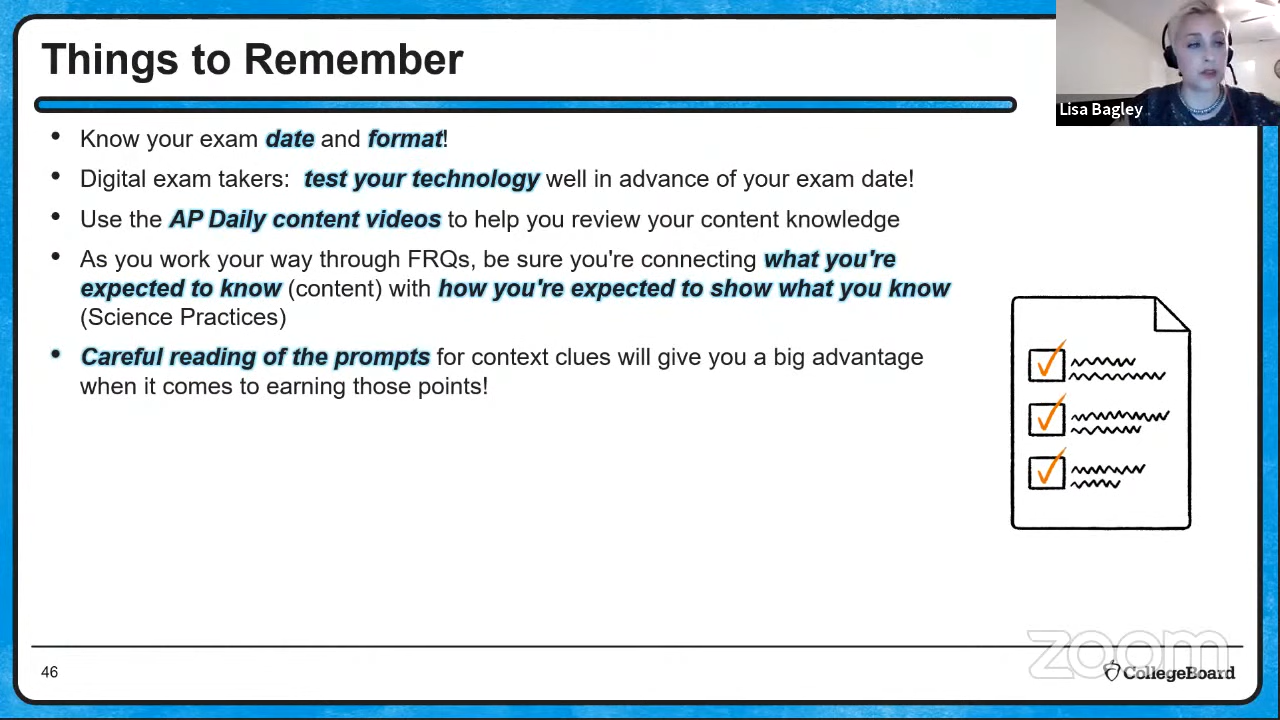 Things to Remember
Lisa Bagley
• Know your exam date and format!
• Digital exam takers: test your technology well in advance of your exam date!
• Use the AP Daily content videos to help you review your content knowledge
• As you work your way through FRQs, be sure you're connecting what you're
expected to know (content) with how you're expected to show what you know
(Science Practices)
• Careful reading of the prompts for context clues will give you a big advantage
when it comes to earning those points!
zoom
46
CollegeBoard